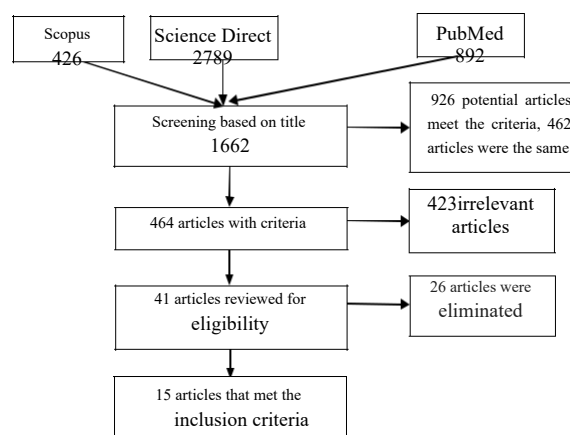 Scopus
426
Science Direct
2789
PubMed
892
Screening based on title
1662
926 potential articles
meet the criteria, 462
articles were the same
464 articles with criteria
423irrelevant
articles
41 articles reviewed for
eligibility
26 articles were
eliminated
15 articles that met the
inclusion criteria